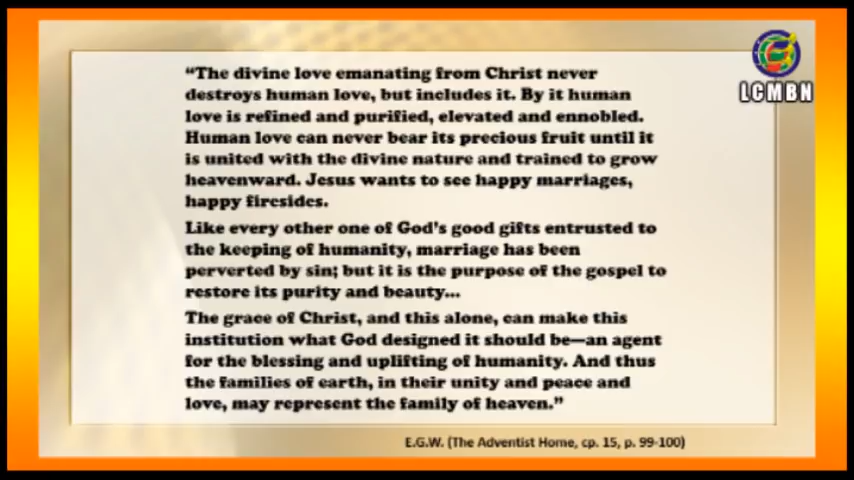 “The divine love emanating from Christ never
destroys human love, but includes it. By it human
love is refined and purified, elevated and ennobled.
Human love can never bear its precious fruit until it
is united with the divine nature and trained to grow
heavenward. Jesus wants to see happy marriages,
happy firesides.
Like every other one of God’s good gifts entrusted to
the keeping of humanity, marriage has been
perverted by sin; but it is the purpose of the gospel to
restore its purity and beauty...
The grace of Christ, and this alone, can make this
institution what God designed it should be—an agent
for the blessing and uplifting of humanity. And thus
the families of earth, in their unity and peace and
love, may represent the family of heaven.”
E.G.W. (The Adventist Home, cp. 15, p. 99-100)
LCMBN